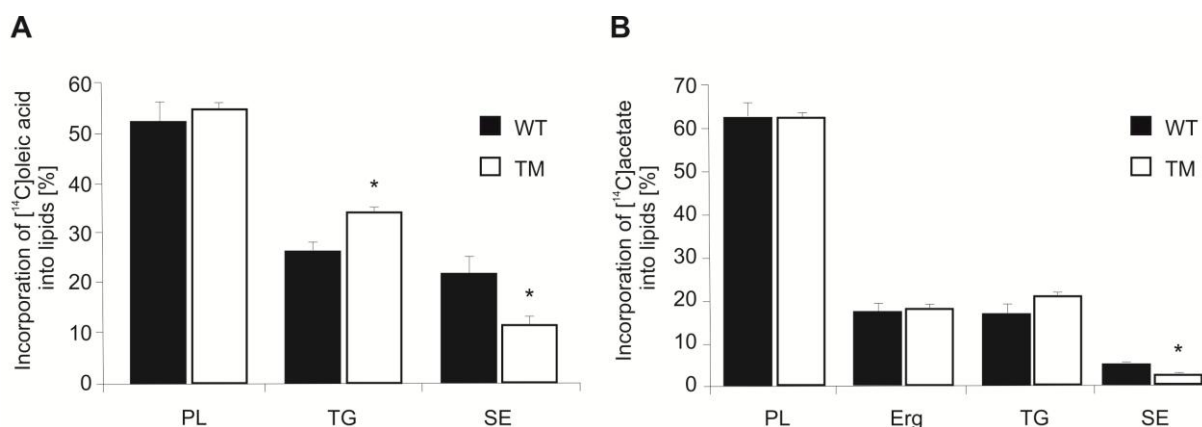 A
Incorporation of [¹⁴C]oleic acid
into lipids [%]
60
50
40
30
20
10
0
WT
TM
*
*
PL
TG
SE
B
Incorporation of [¹⁴C]acetate
into lipids [%]
70
60
50
40
30
20
10
0
WT
TM
*
PL
Erg
TG
SE